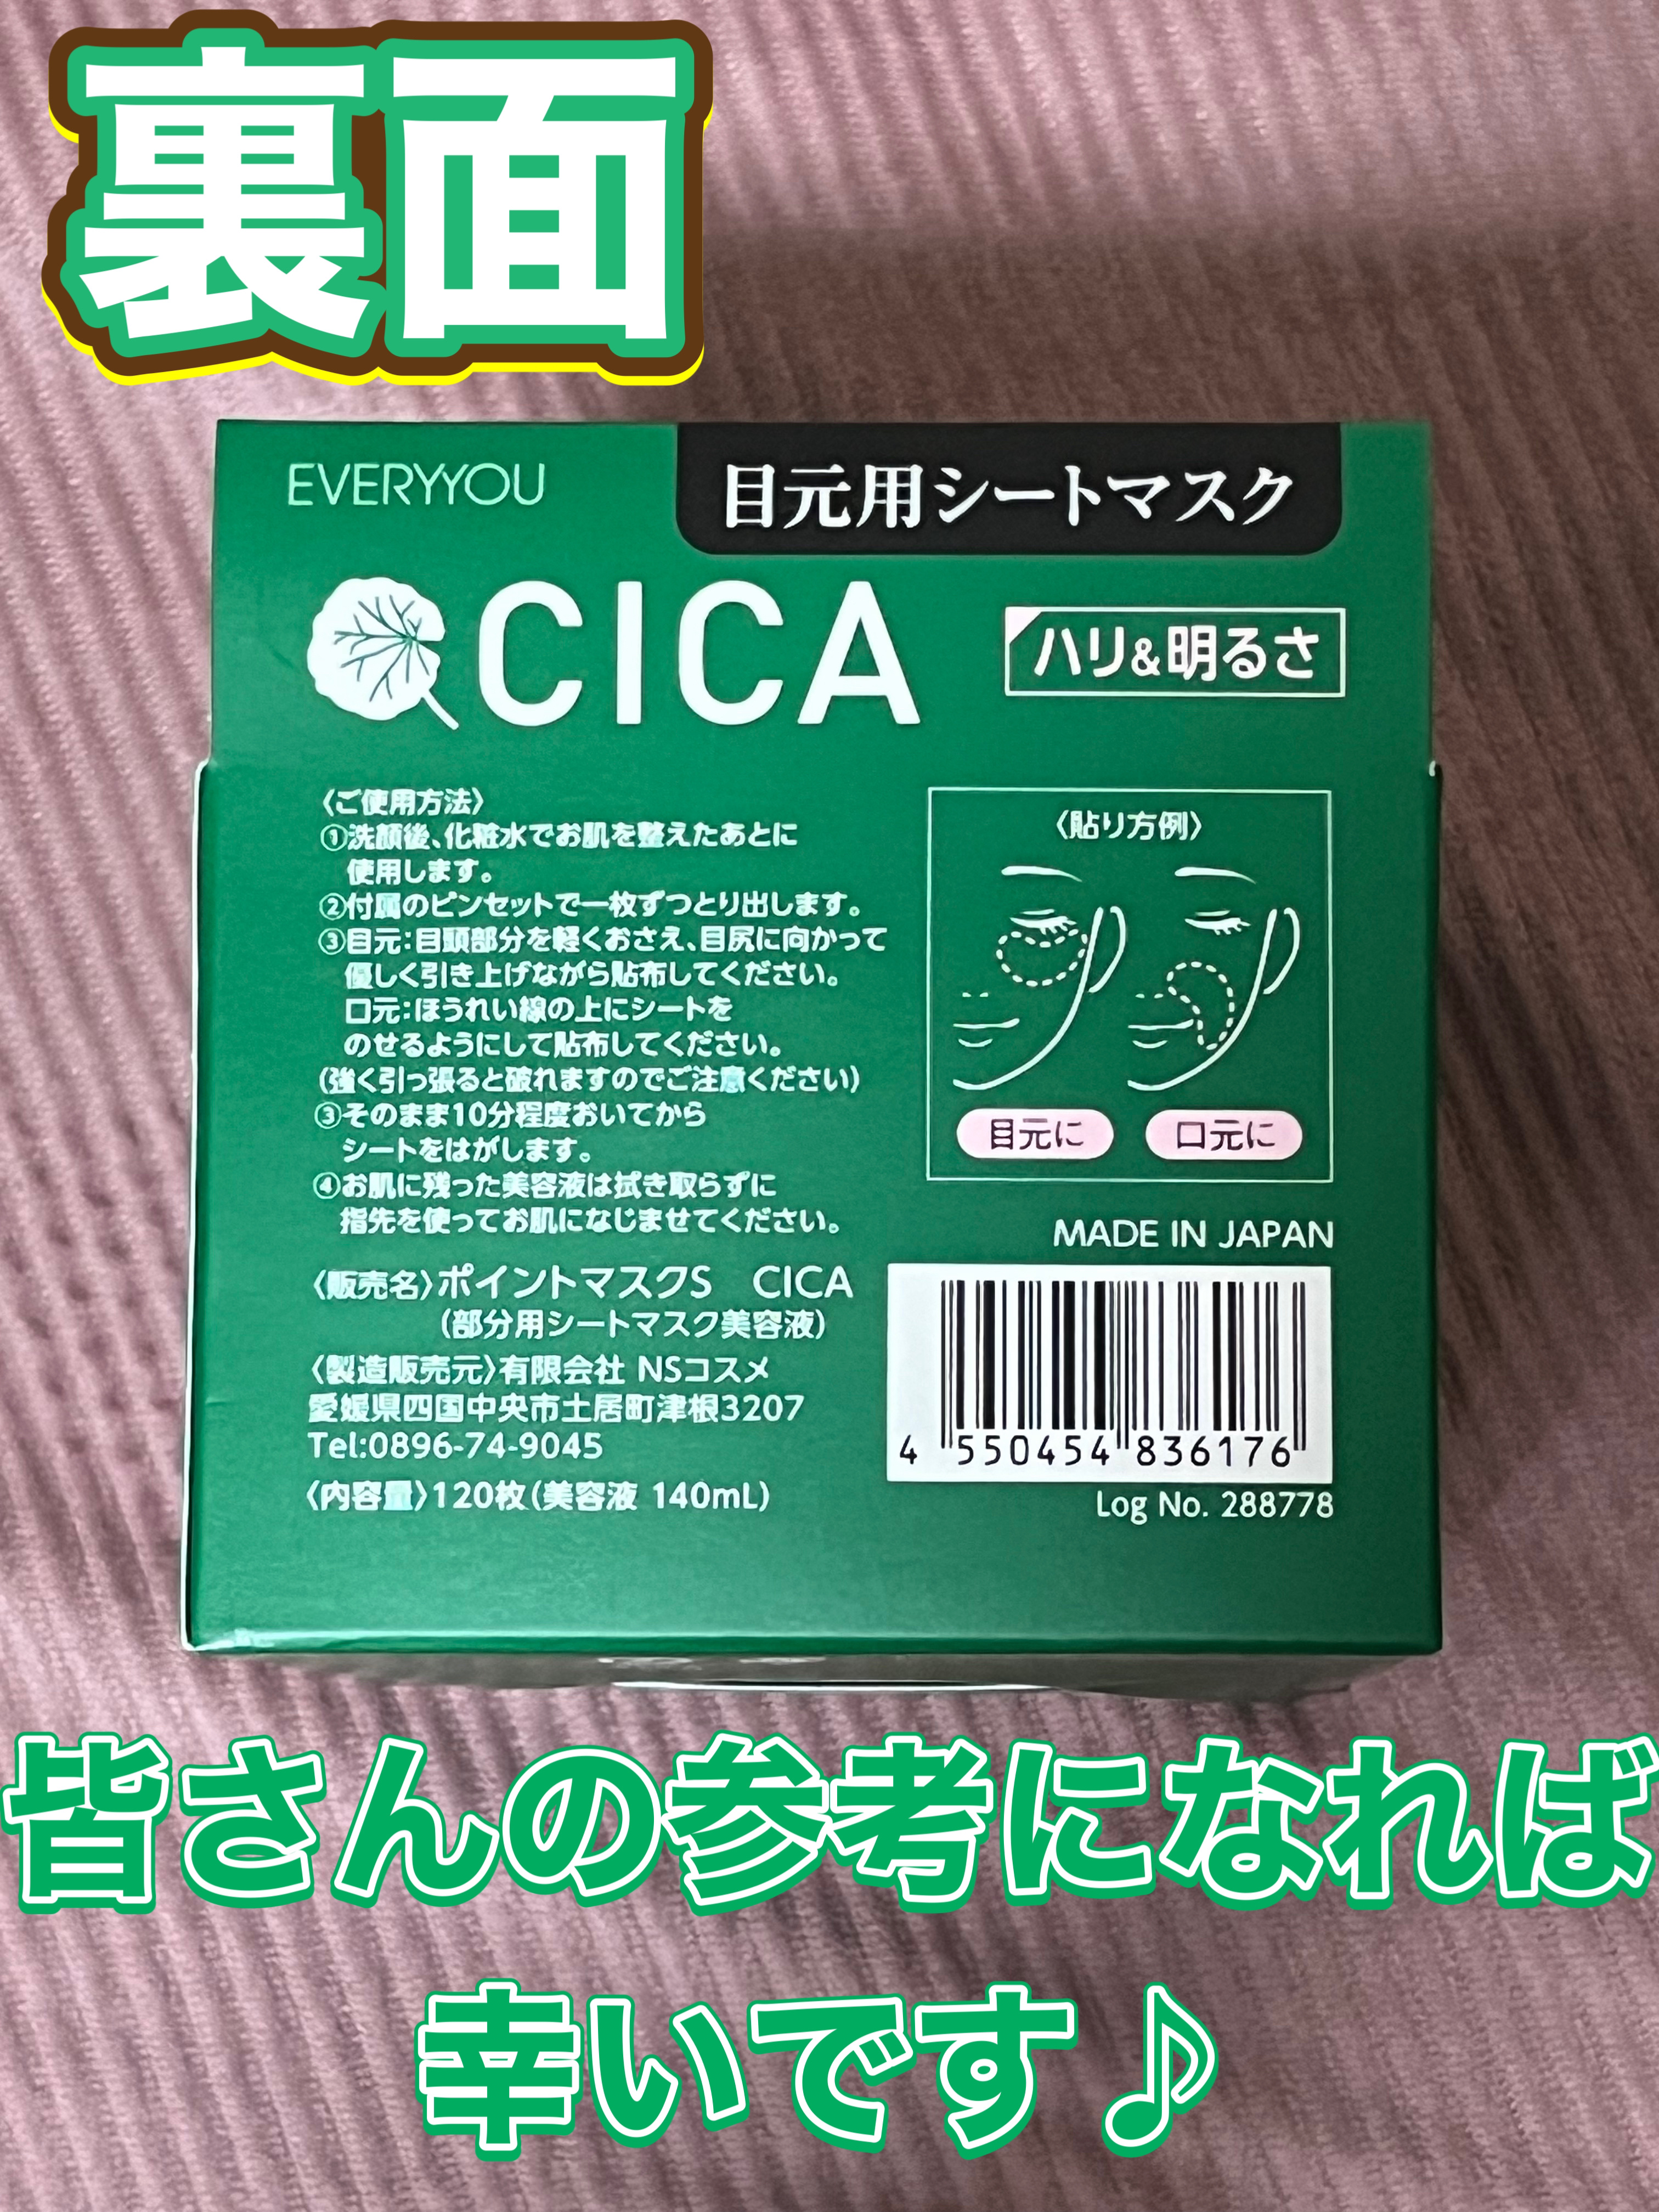 裏面
EVERYYOU
目元用シートマスク
CICA
ハリ&明るさ
〈ご使用方法〉
①洗顔後、化粧水でお肌を整えたあとに
使用します。
②付属のピンセットで一枚ずつとり出します。
③目元:目頭部分を軽くおさえ、目尻に向かって
優しく引き上げながら貼布してください。
口元:ほうれい線の上にシートを
のせるようにして貼布してください。
(強く引っ張ると破れますのでご注意ください)
③そのまま10分程度おいてから
シートをはがします。
④お肌に残った美容液は拭き取らずに
指先を使ってお肌になじませてください。
〈貼り方例〉
目元に
口元に
MADE IN JAPAN
〈販売名〉ポイントマスクS CICA
(部分用シートマスク美容液)
〈製造販売元〉有限会社 NSコスメ
愛媛県四国中央市土居町津根3207
Tel:0896-74-9045
〈内容量〉120枚(美容液 140mL)
4 550454 836176
Log No. 288778
皆さんの参考になれば
幸いです♪